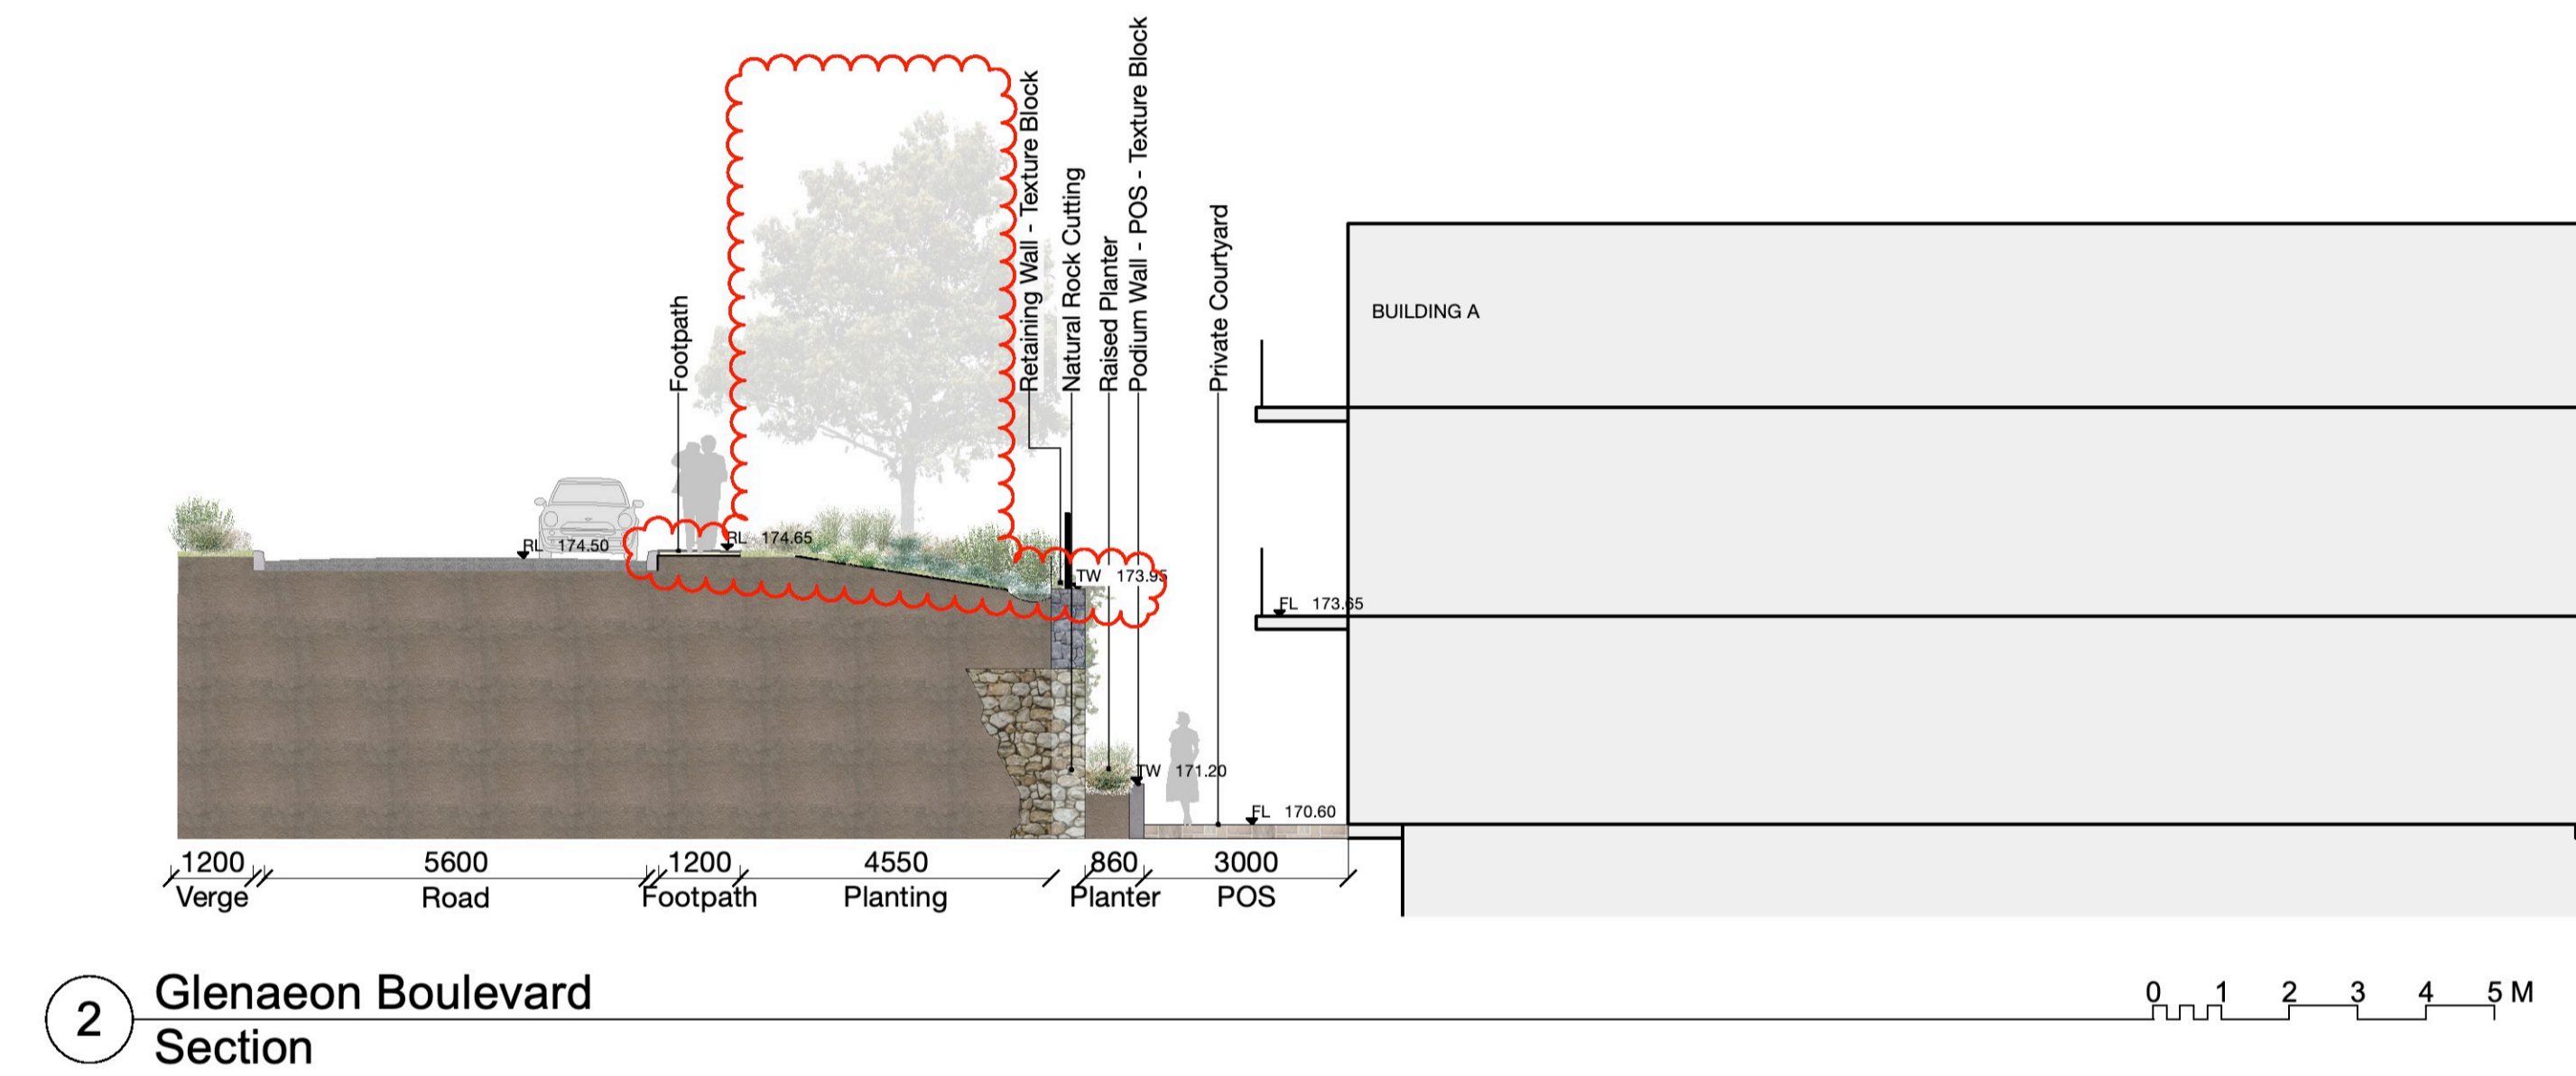 Footpath
Retaining Wall - Texture Block
Natural Rock Cutting
Raised Planter
Podium Wall - POS - Texture Block
Private Courtyard
BUILDING A
RL 174.50
RL 174.65
TW 173.95
FL 173.65
TW 171.20
FL 170.60
1200
5600
1200
4550
860
3000
Verge
Road
Footpath
Planting
Planter
POS
2
Glenaeon Boulevard
Section
0 1 2 3 4 5 M